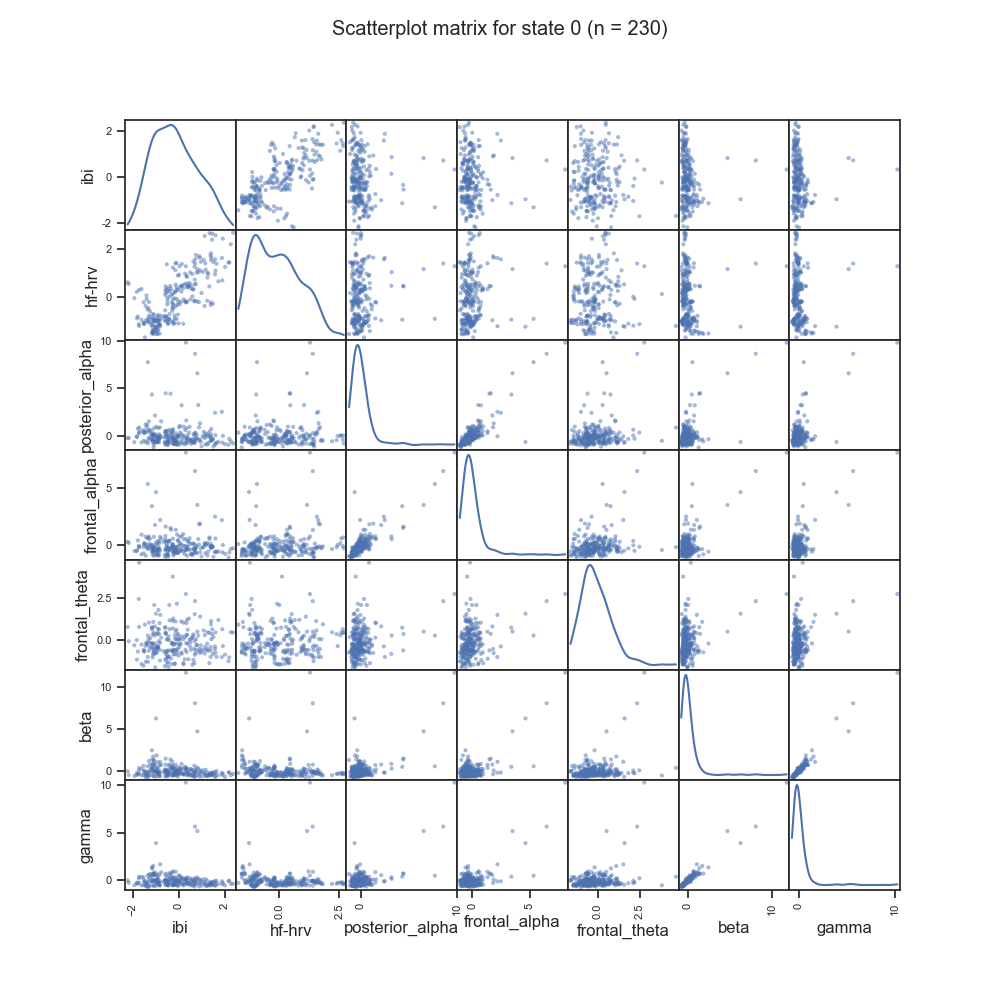 Scatterplot matrix for state 0 (n = 230)
ibi
2
0
-2
hf-hrv
2
0
posterior_alpha
10
5
0
frontal_alpha
5
0
frontal_theta
2.5
0.0
beta
10
5
0
gamma
10
5
0
−2 0 2 0.0 2.5 0 10 0 5 0.0 2.5 0 10 0 10
ibi hf-hrv posterior_alpha frontal_alpha frontal_theta beta gamma